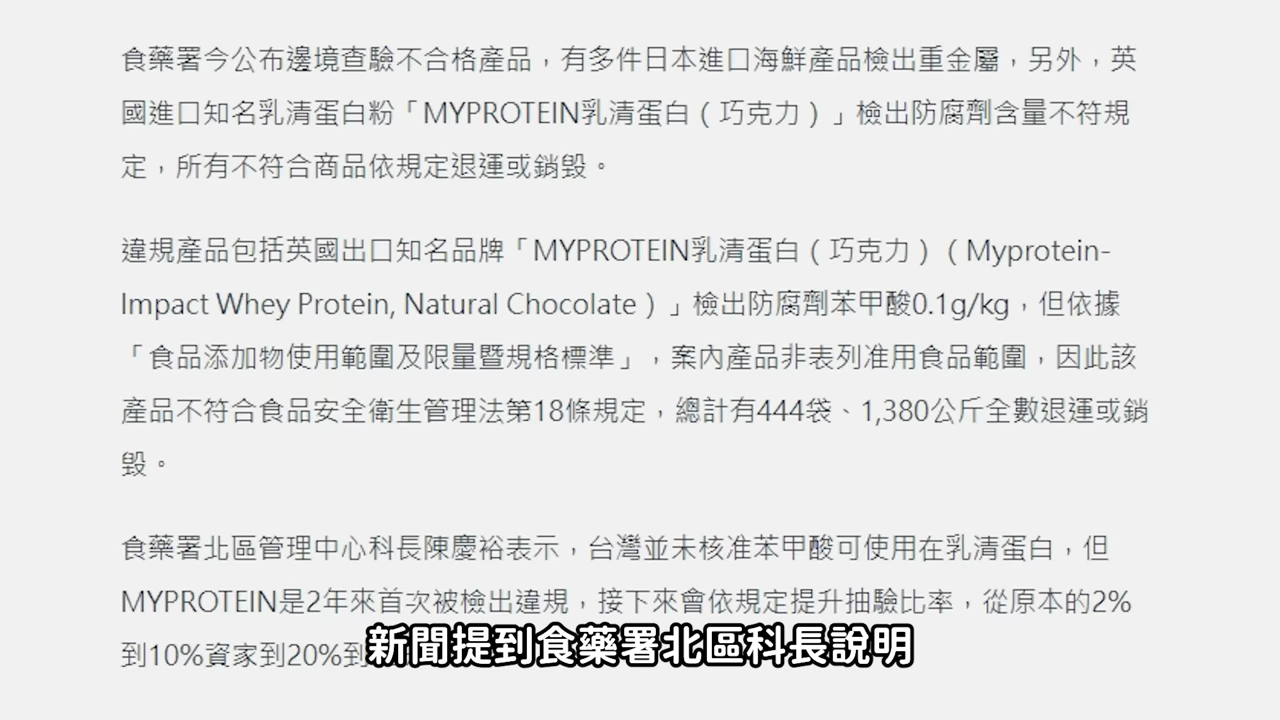 食藥署今公布邊境查驗不合格產品，有多件日本進口海鮮產品檢出重金屬，另外，英
國進口知名乳清蛋白粉「MYPROTEIN乳清蛋白（巧克力）」檢出防腐劑含量不符規
定，所有不符合商品依規定退運或銷毀。
違規產品包括英國出口知名品牌「MYPROTEIN乳清蛋白（巧克力）（Myprotein-
Impact Whey Protein, Natural Chocolate）」檢出防腐劑苯甲酸0.1g/kg，但依據
「食品添加物使用範圍及限量暨規格標準」，案內產品非表列准用食品範圍，因此該
產品不符合食品安全衛生管理法第18條規定，總計有444袋、1,380公斤全數退運或銷
毀。
食藥署北區管理中心科長陳慶裕表示，台灣並未核准苯甲酸可使用在乳清蛋白，但
MYPROTEIN是2年來首次被檢出違規，接下來會依規定提升抽驗比率，從原本的2%
到10%資家到20%到
新聞提到食藥署北區科長說明